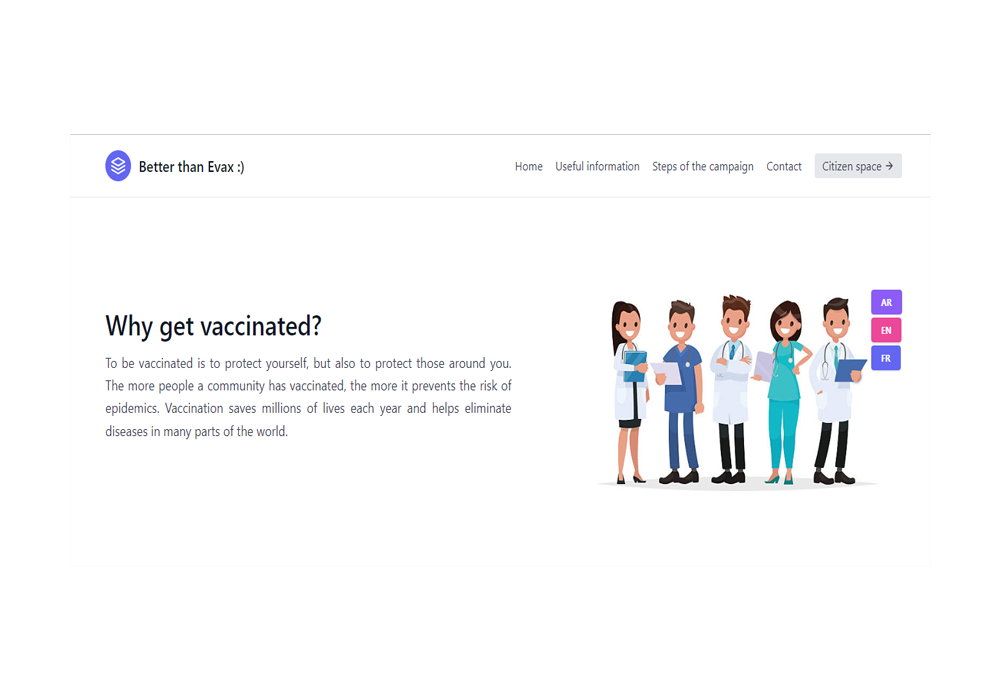 Better than Evax :)
Home Useful information Steps of the campaign Contact Citizen space →
AR
EN
FR
Why get vaccinated?
To be vaccinated is to protect yourself, but also to protect those around you.
The more people a community has vaccinated, the more it prevents the risk of
epidemics. Vaccination saves millions of lives each year and helps eliminate
diseases in many parts of the world.